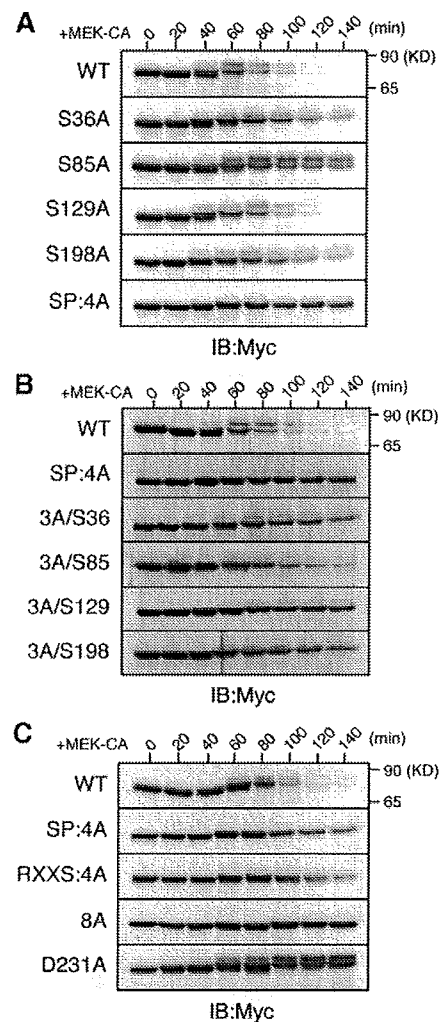 A
+MEK-CA 0 20 40 60 80 100 120 140 (min)
WT 90 (KD)
65
S36A
S85A
S129A
S198A
SP:4A
IB:Myc
B
+MEK-CA 0 20 40 60 80 100 120 140 (min)
WT 90 (KD)
65
SP:4A
3A/S36
3A/S85
3A/S129
3A/S198
IB:Myc
C
+MEK-CA 0 20 40 60 80 100 120 140 (min)
WT 90 (KD)
65
SP:4A
RXXS:4A
8A
D231A
IB:Myc